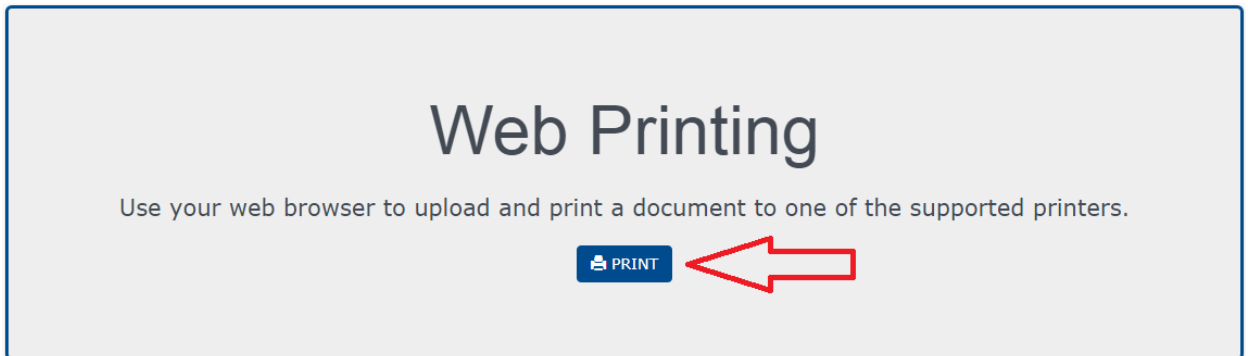 Web Printing
Use your web browser to upload and print a document to one of the supported printers.
PRINT